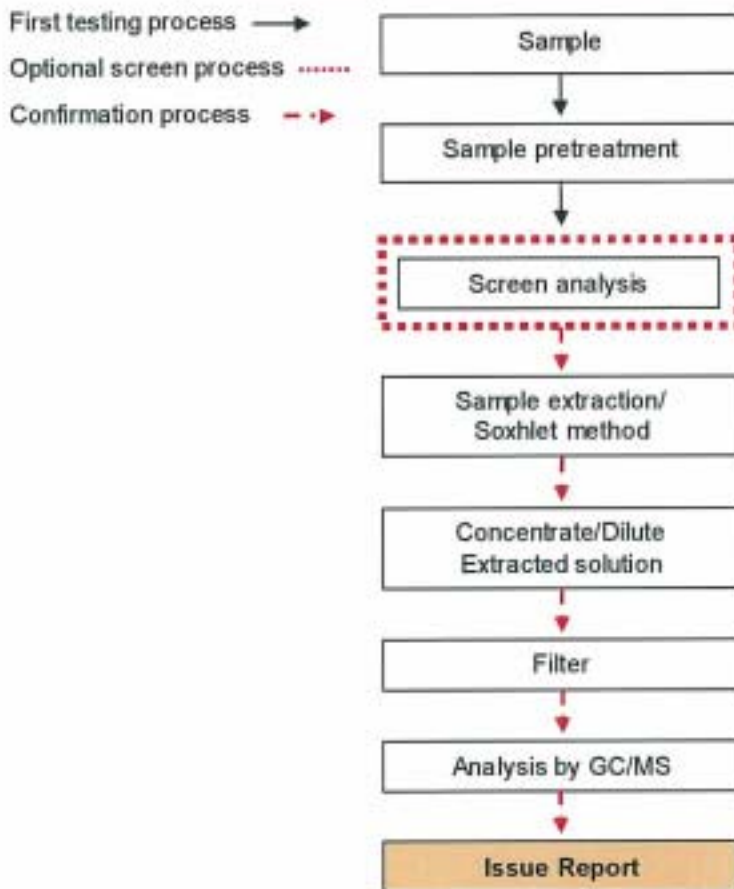 First testing process
Optional screen process
Confirmation process
Sample
Sample pretreatment
Screen analysis
Sample extraction/
Soxhlet method
Concentrate/Dilute
Extracted solution
Filter
Analysis by GC/MS
Issue Report